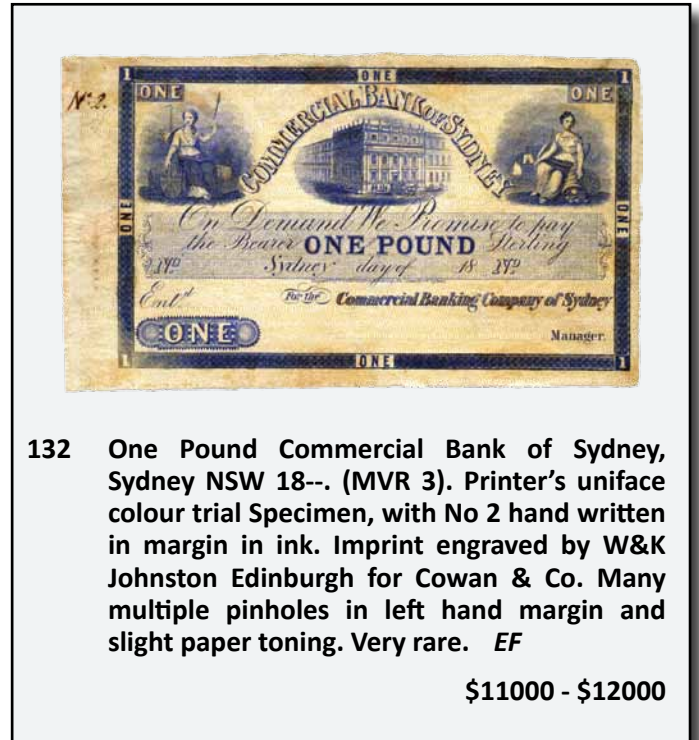 1 ONE 1
Nº 2.
ONE ONE
COMMERCIAL BANK OF SYDNEY
ONE ONE
On Demand We Promise to pay
the Bearer ONE POUND Sterling
Sydney day of 18
Entd
For the Commercial Banking Company of Sydney
ONE
Manager.
1 ONE 1
132 One Pound Commercial Bank of Sydney,
Sydney NSW 18--. (MVR 3). Printer's uniface
colour trial Specimen, with No 2 hand written
in margin in ink. Imprint engraved by W&K
Johnston Edinburgh for Cowan & Co. Many
multiple pinholes in left hand margin and
slight paper toning. Very rare. EF
$11000 - $12000